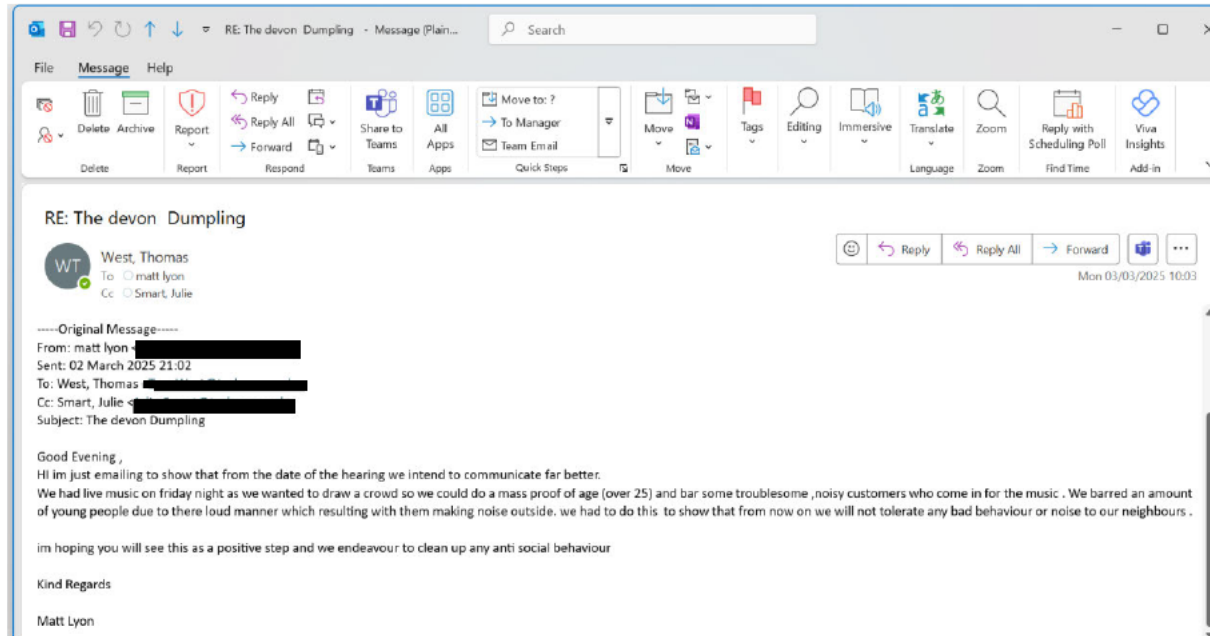 RE: The devon Dumpling - Message (Plain...
Search
File Message Help
Delete Archive Report Reply Reply All Forward Share to Teams All Apps Move to: ? To Manager Team Email Move Tags Editing Immersive Translate Zoom Reply with Scheduling Poll Viva Insights
Delete Report Respond Teams Apps Quick Steps Move Language Zoom Find Time Add-in
RE: The devon Dumpling
WT
West, Thomas
To matt lyon
Cc Smart, Julie
Reply Reply All Forward
Mon 03/03/2025 10:03
-----Original Message-----
From: matt lyon <
Sent: 02 March 2025 21:02
To: West, Thomas
Cc: Smart, Julie <
Subject: The devon Dumpling
Good Evening ,
HI im just emailing to show that from the date of the hearing we intend to communicate far better.
We had live music on friday night as we wanted to draw a crowd so we could do a mass proof of age (over 25) and bar some troublesome ,noisy customers who come in for the music . We barred an amount
of young people due to there loud manner which resulting with them making noise outside. we had to do this to show that from now on we will not tolerate any bad behaviour or noise to our neighbours .
im hoping you will see this as a positive step and we endeavour to clean up any anti social behaviour
Kind Regards
Matt Lyon